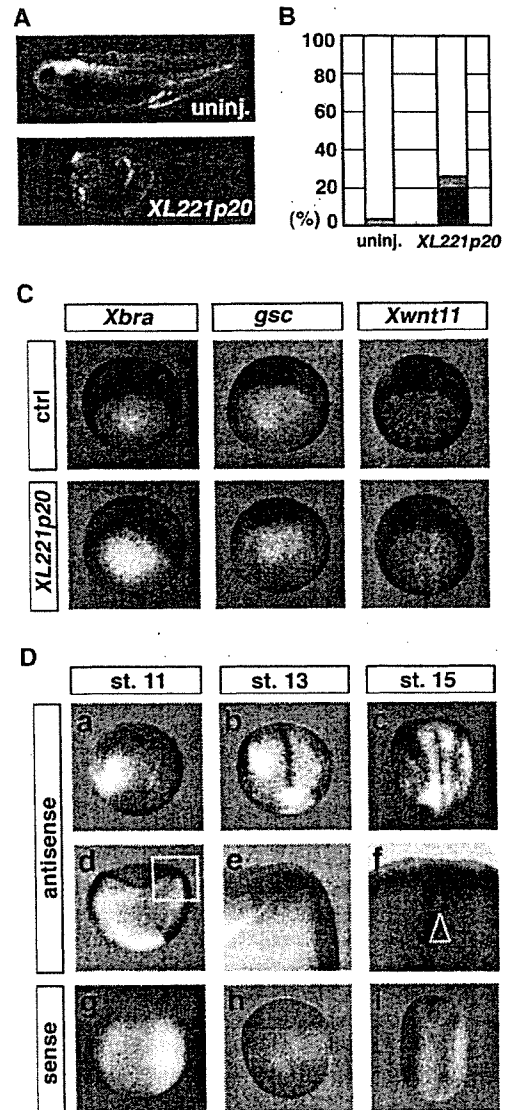 A
uninj.
XL221p20
B
100
80
60
40
20
(%) 0
uninj. XL221p20
C
Xbra gsc Xwnt11
ctrl
XL221p20
D
st. 11 st. 13 st. 15
antisense
a b c
d e f
sense
g h i